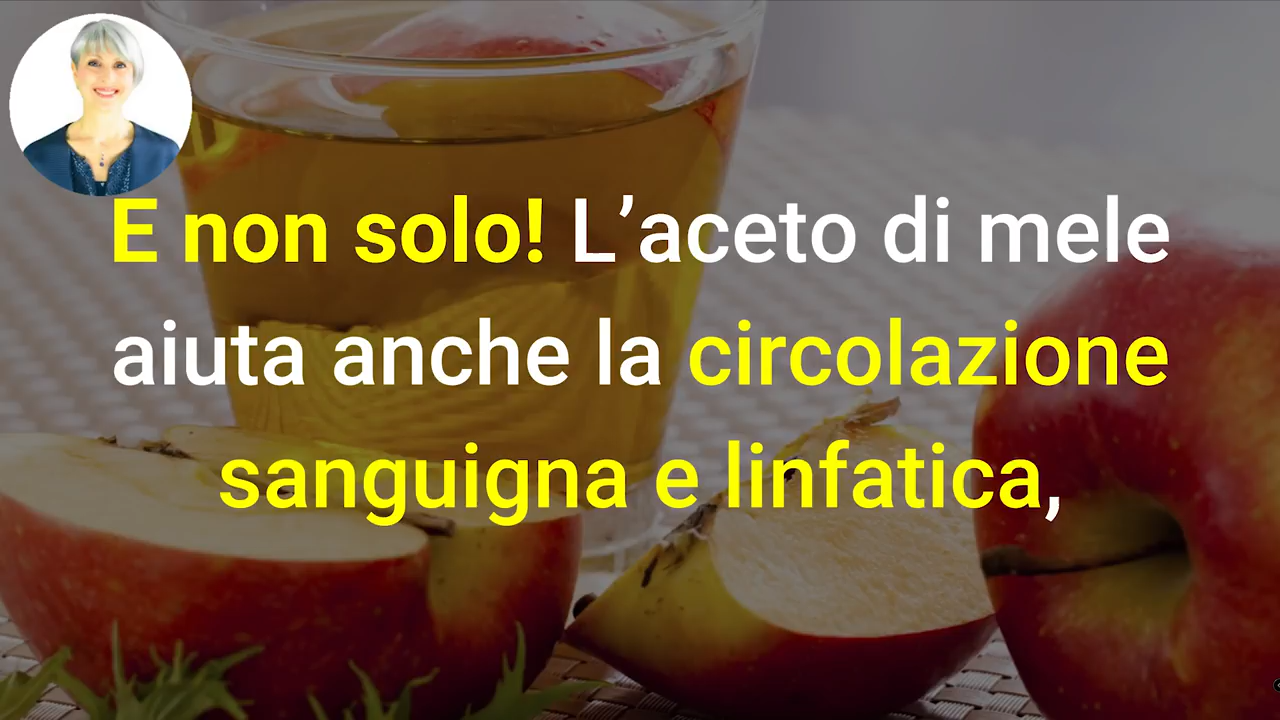 E non solo! L’aceto di mele
aiuta anche la circolazione
sanguigna e linfatica,